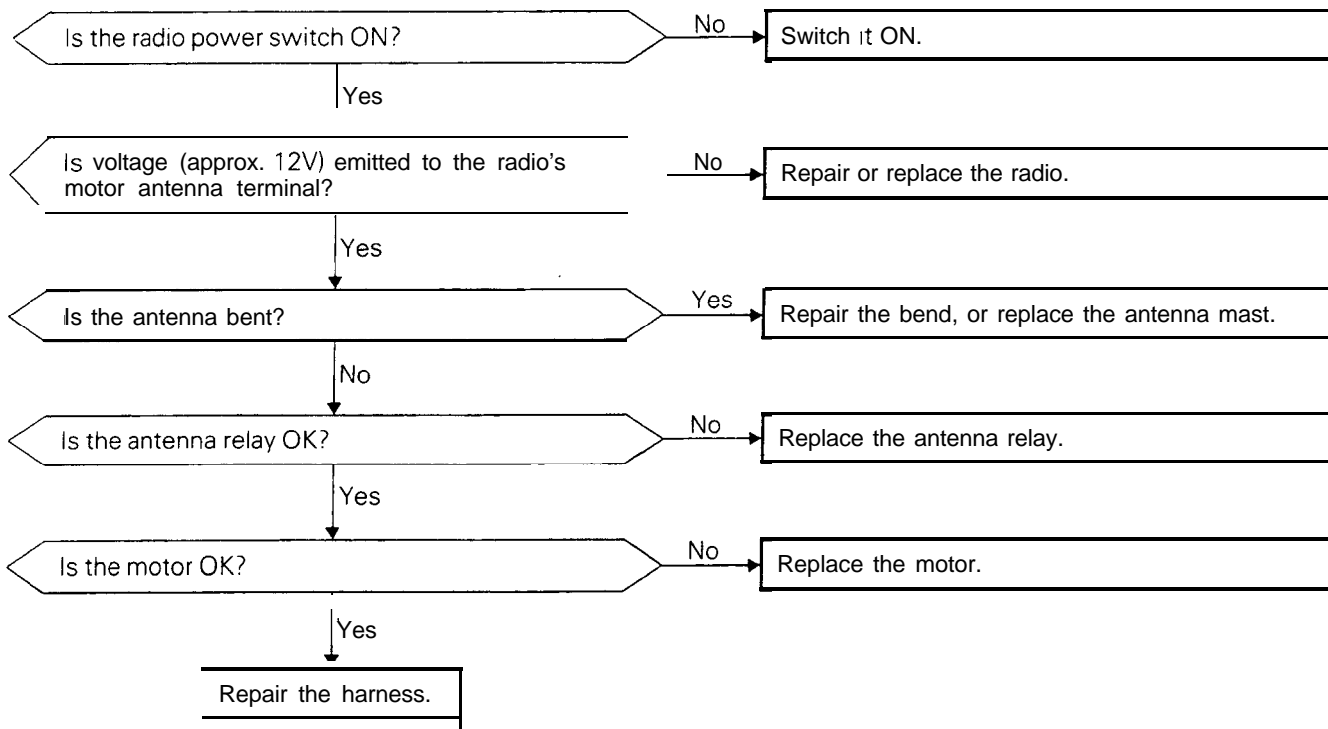 Is the radio power switch ON?
No
Switch it ON.
Yes
Is voltage (approx. 12V) emitted to the radio's
motor antenna terminal?
No
Repair or replace the radio.
Yes
Is the antenna bent?
Yes
Repair the bend, or replace the antenna mast.
No
Is the antenna relay OK?
No
Replace the antenna relay.
Yes
Is the motor OK?
No
Replace the motor.
Yes
Repair the harness.